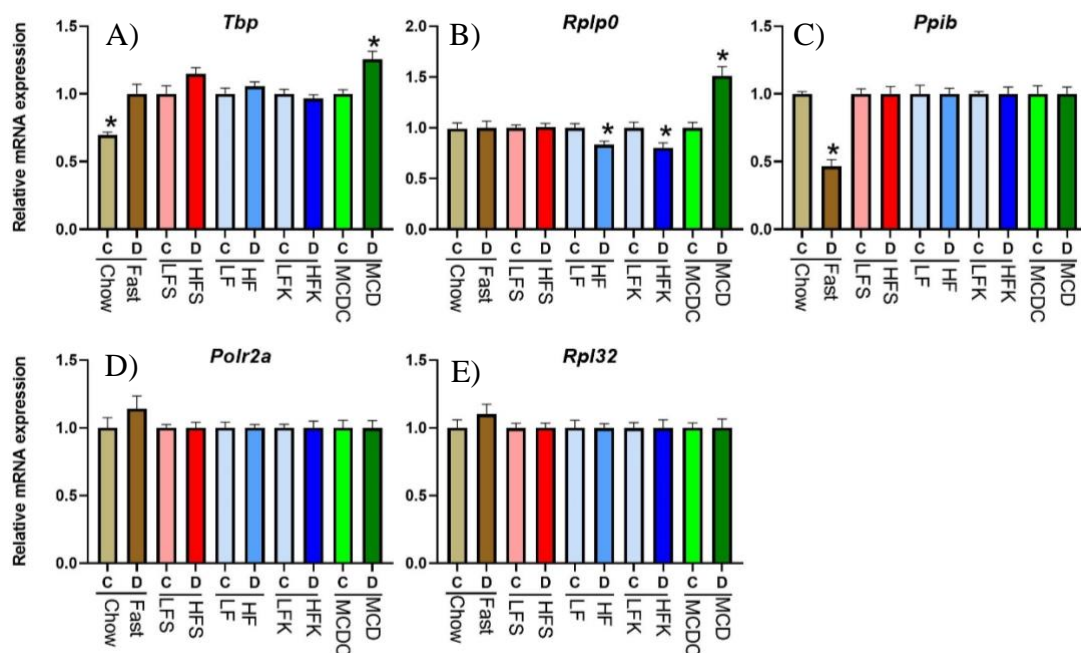 A)
Tbp
Relative mRNA expression
1.5
1.0
0.5
0.0
*
*
C D C D C D C D C D
Chow Fast LFS HFS LF HF LFK HFK MCDC MCD
B)
Rplp0
2.0
1.5
1.0
0.5
0.0
*
*
*
C D C D C D C D C D
Chow Fast LFS HFS LF HF LFK HFK MCDC MCD
C)
Ppib
1.5
1.0
0.5
0.0
*
C D C D C D C D C D
Chow Fast LFS HFS LF HF LFK HFK MCDC MCD
D)
Polr2a
Relative mRNA expression
1.5
1.0
0.5
0.0
C D C D C D C D C D
Chow Fast LFS HFS LF HF LFK HFK MCDC MCD
E)
Rpl32
1.5
1.0
0.5
0.0
C D C D C D C D C D
Chow Fast LFS HFS LF HF LFK HFK MCDC MCD